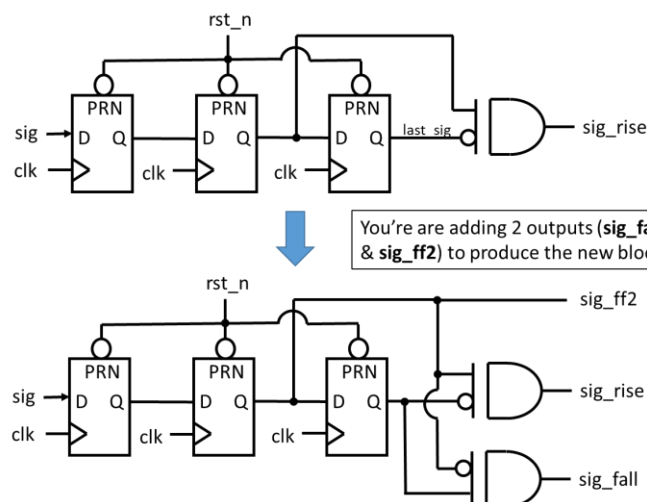 rst_n
PRN PRN PRN
sig D Q D Q D Q last_sig sig_rise
clk clk clk
You're are adding 2 outputs (sig_fa
& sig_ff2) to produce the new bloc
rst_n
sig_ff2
PRN PRN PRN
sig D Q D Q D Q sig_rise
clk clk clk
sig_fall